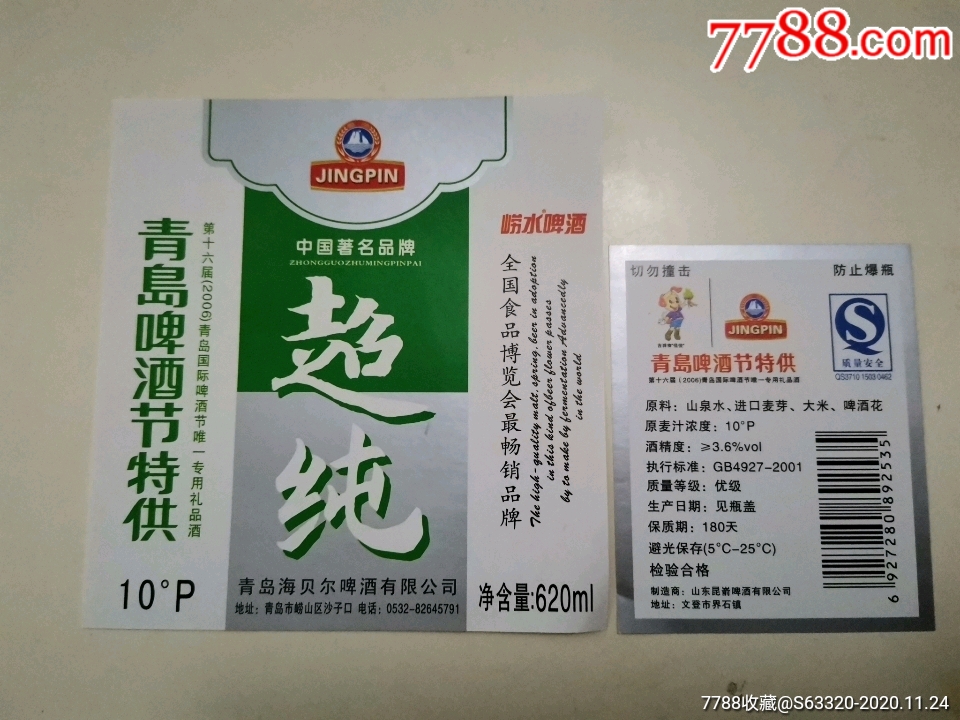 7788.com
JINGPIN
中国著名品牌
ZHONGGUOZHUMINGPINPAI
超纯
青島啤酒节特供
第十六届(2006)青岛国际啤酒节唯一专用礼品酒
10°P
青岛海贝尔啤酒有限公司
地址：青岛市崂山区沙子口 电话：0532-82645791
崂水啤酒
全国食品博览会最畅销品牌
The high-quality malt, spring, beer in adoption
in this kind ofbeer flower passes
by to make by fermentation Advancedly
in the world
净含量:620ml
切勿撞击
防止爆瓶
JINGPIN
青島啤酒节特供
第十六届（2006)青岛国际啤酒节唯一专用礼品酒
S
质量安全
QS3710 1503 0462
原料：山泉水、进口麦芽、大米、啤酒花
原麦汁浓度：10°P
酒精度：≥3.6%vol
执行标准：GB4927-2001
质量等级：优级
生产日期：见瓶盖
保质期：180天
避光保存(5°C-25°C)
检验合格
制造商：山东昆嵛啤酒有限公司
地址：文登市界石镇
6 927280 892535
7788收藏@S63320-2020.11.24